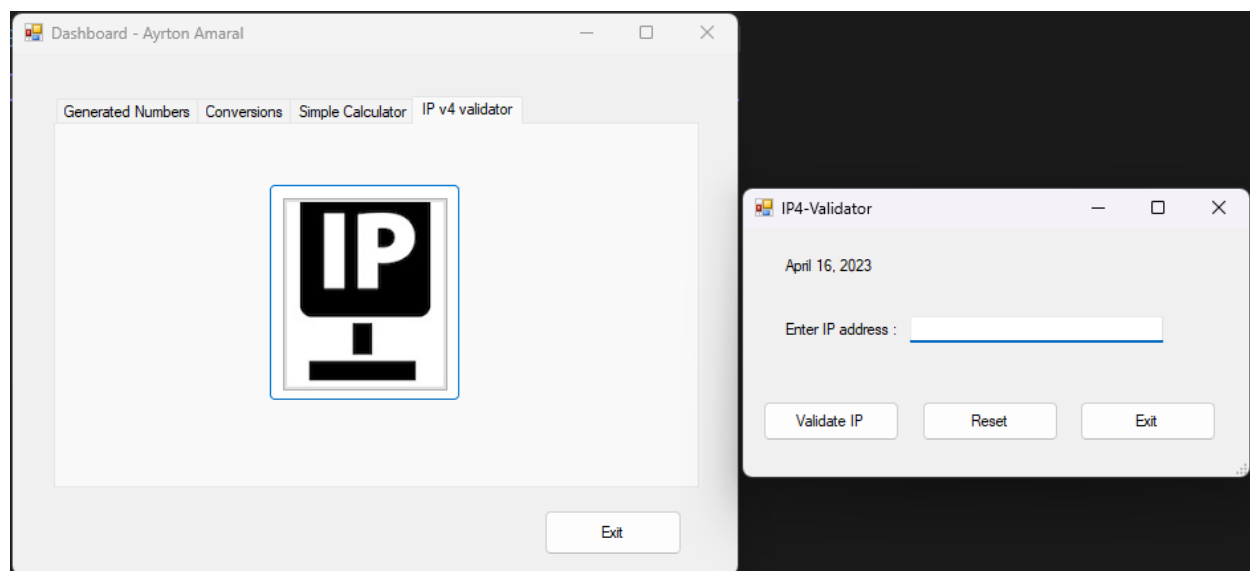 Dashboard - Ayrton Amaral
Generated Numbers Conversions Simple Calculator IP v4 validator
IP
Exit
IP4-Validator
April 16, 2023
Enter IP address :
Validate IP Reset Exit